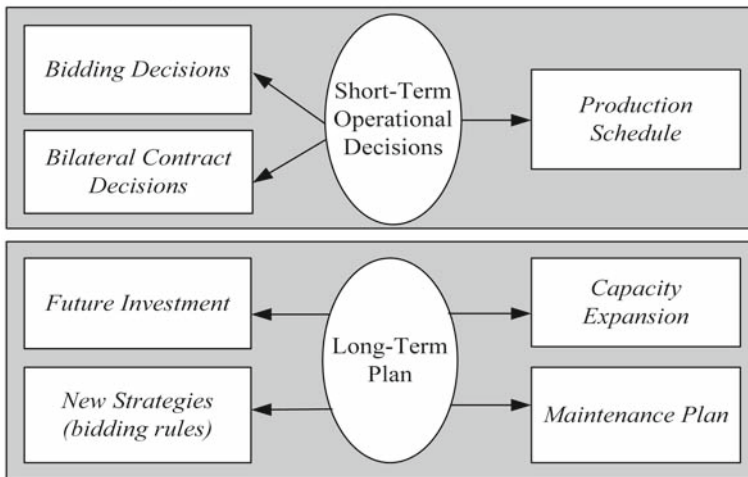 Bidding Decisions
Bilateral Contract
Decisions
Short-Term
Operational
Decisions
Production
Schedule
Future Investment
New Strategies
(bidding rules)
Long-Term
Plan
Capacity
Expansion
Maintenance Plan